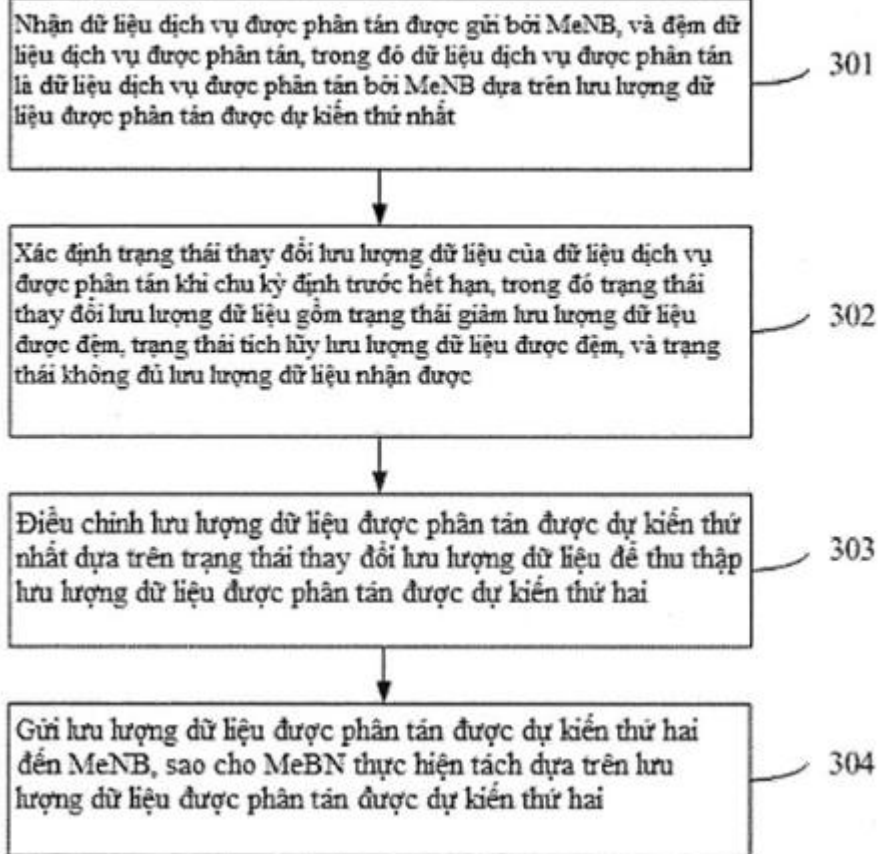 Nhận dữ liệu dịch vụ được phân tán được gửi bởi MeNB, và đệm dữ
liệu dịch vụ được phân tán, trong đó dữ liệu dịch vụ được phân tán
là dữ liệu dịch vụ được phân tán bởi MeNB dựa trên lưu lượng dữ
liệu được phân tán được dự kiến thứ nhất
301
Xác định trạng thái thay đổi lưu lượng dữ liệu của dữ liệu dịch vụ
được phân tán khi chu kỳ định trước hết hạn, trong đó trạng thái
thay đổi lưu lượng dữ liệu gồm trạng thái giảm lưu lượng dữ liệu
được đệm, trạng thái tích lũy lưu lượng dữ liệu được đệm, và trạng
thái không đủ lưu lượng dữ liệu nhận được
302
Điều chỉnh lưu lượng dữ liệu được phân tán được dự kiến thứ
nhất dựa trên trạng thái thay đổi lưu lượng dữ liệu để thu thập
lưu lượng dữ liệu được phân tán được dự kiến thứ hai
303
Gửi lưu lượng dữ liệu được phân tán được dự kiến thứ hai
đến MeNB, sao cho MeBN thực hiện tách dựa trên lưu
lượng dữ liệu được phân tán được dự kiến thứ hai
304